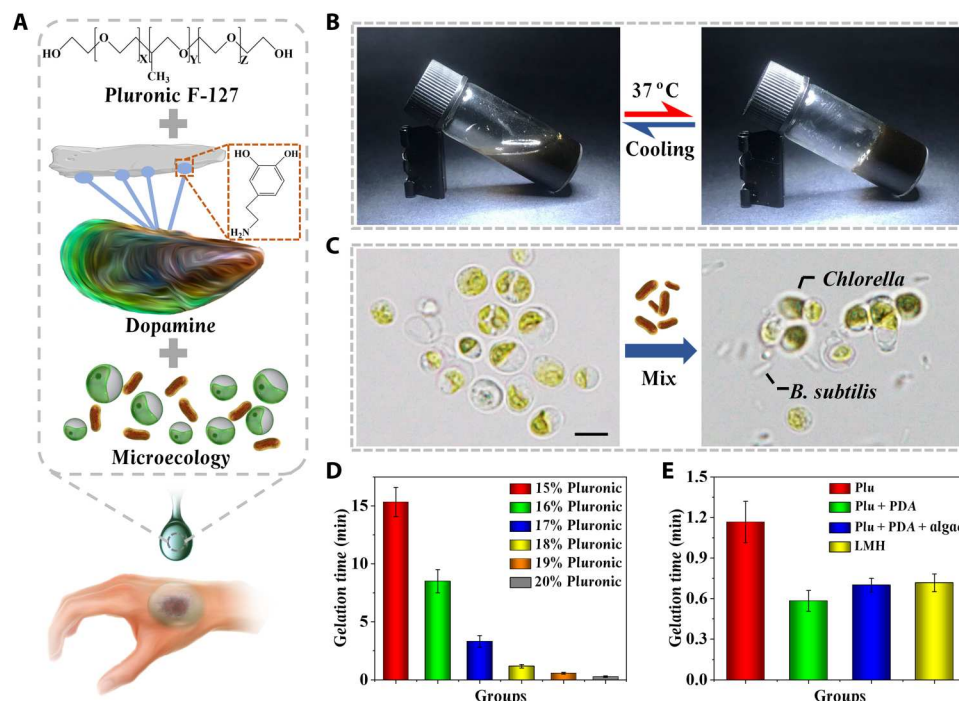 A
HO
O
X
CH3
O
Y
O
Z
OH
Pluronic F-127
HO
OH
H2N
Dopamine
Microecology
B
37 °C
Cooling
C
Mix
Chlorella
B. subtilis
D
Gelation time (min)
15
10
5
0
15% Pluronic
16% Pluronic
17% Pluronic
18% Pluronic
19% Pluronic
20% Pluronic
Groups
E
Gelation time (min)
1.5
1.2
0.9
0.6
0.3
0.0
Plu
Plu + PDA
Plu + PDA + algae
LMH
Groups